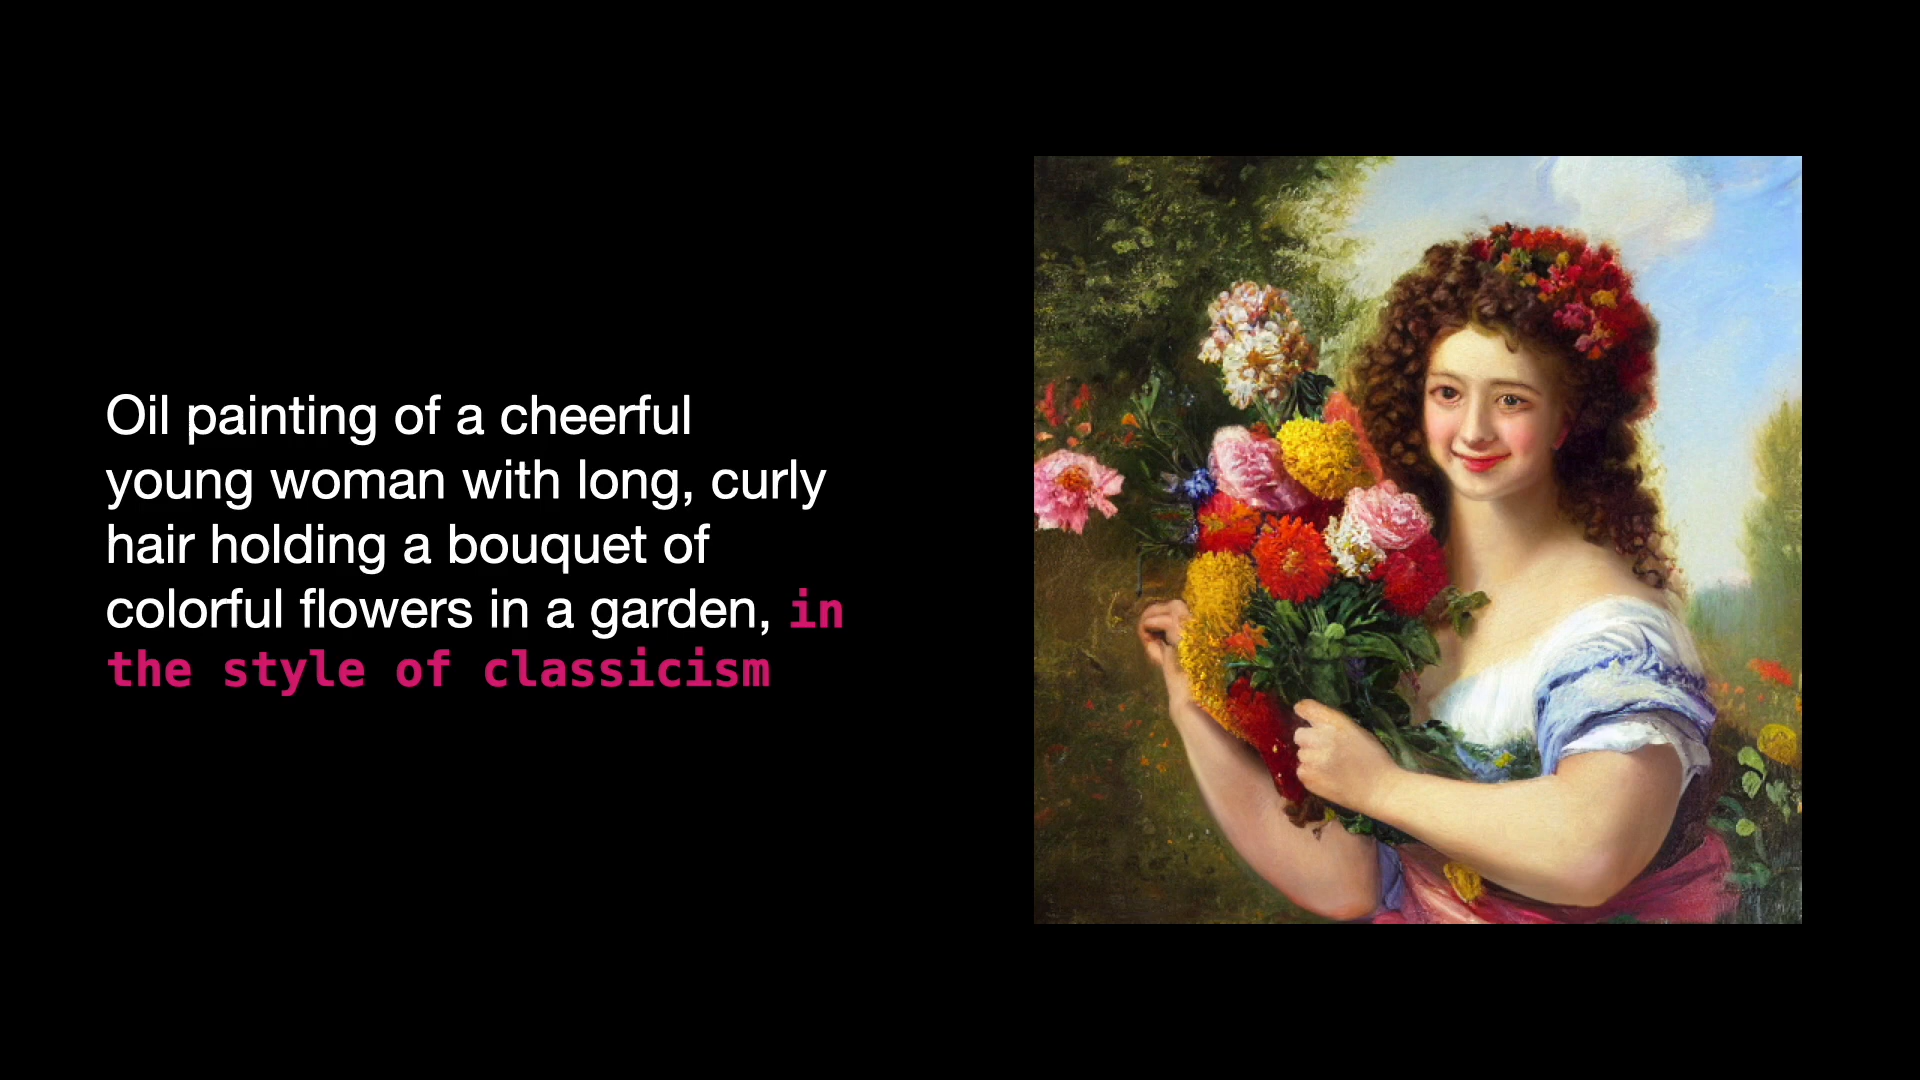 Oil painting of a cheerful
young woman with long, curly
hair holding a bouquet of
colorful flowers in a garden, in
the style of classicism